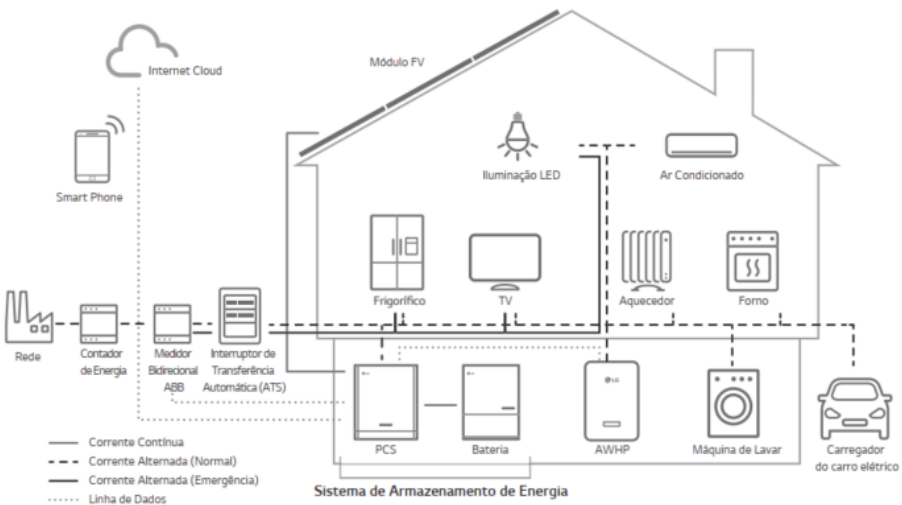 Internet Cloud
Módulo FV
Smart Phone
Iluminação LED
Ar Condicionado
Frigorífico
TV
Aquecedor
Forno
Rede
Contador
de Energia
Medidor
Bidirecional
ABB
Interruptor de
Transferência
Automática (ATS)
LG
PCS
Bateria
AWHP
Máquina de Lavar
Carregador
do carro elétrico
Sistema de Armazenamento de Energia
Corrente Contínua
Corrente Alternada (Normal)
Corrente Alternada (Emergência)
Linha de Dados